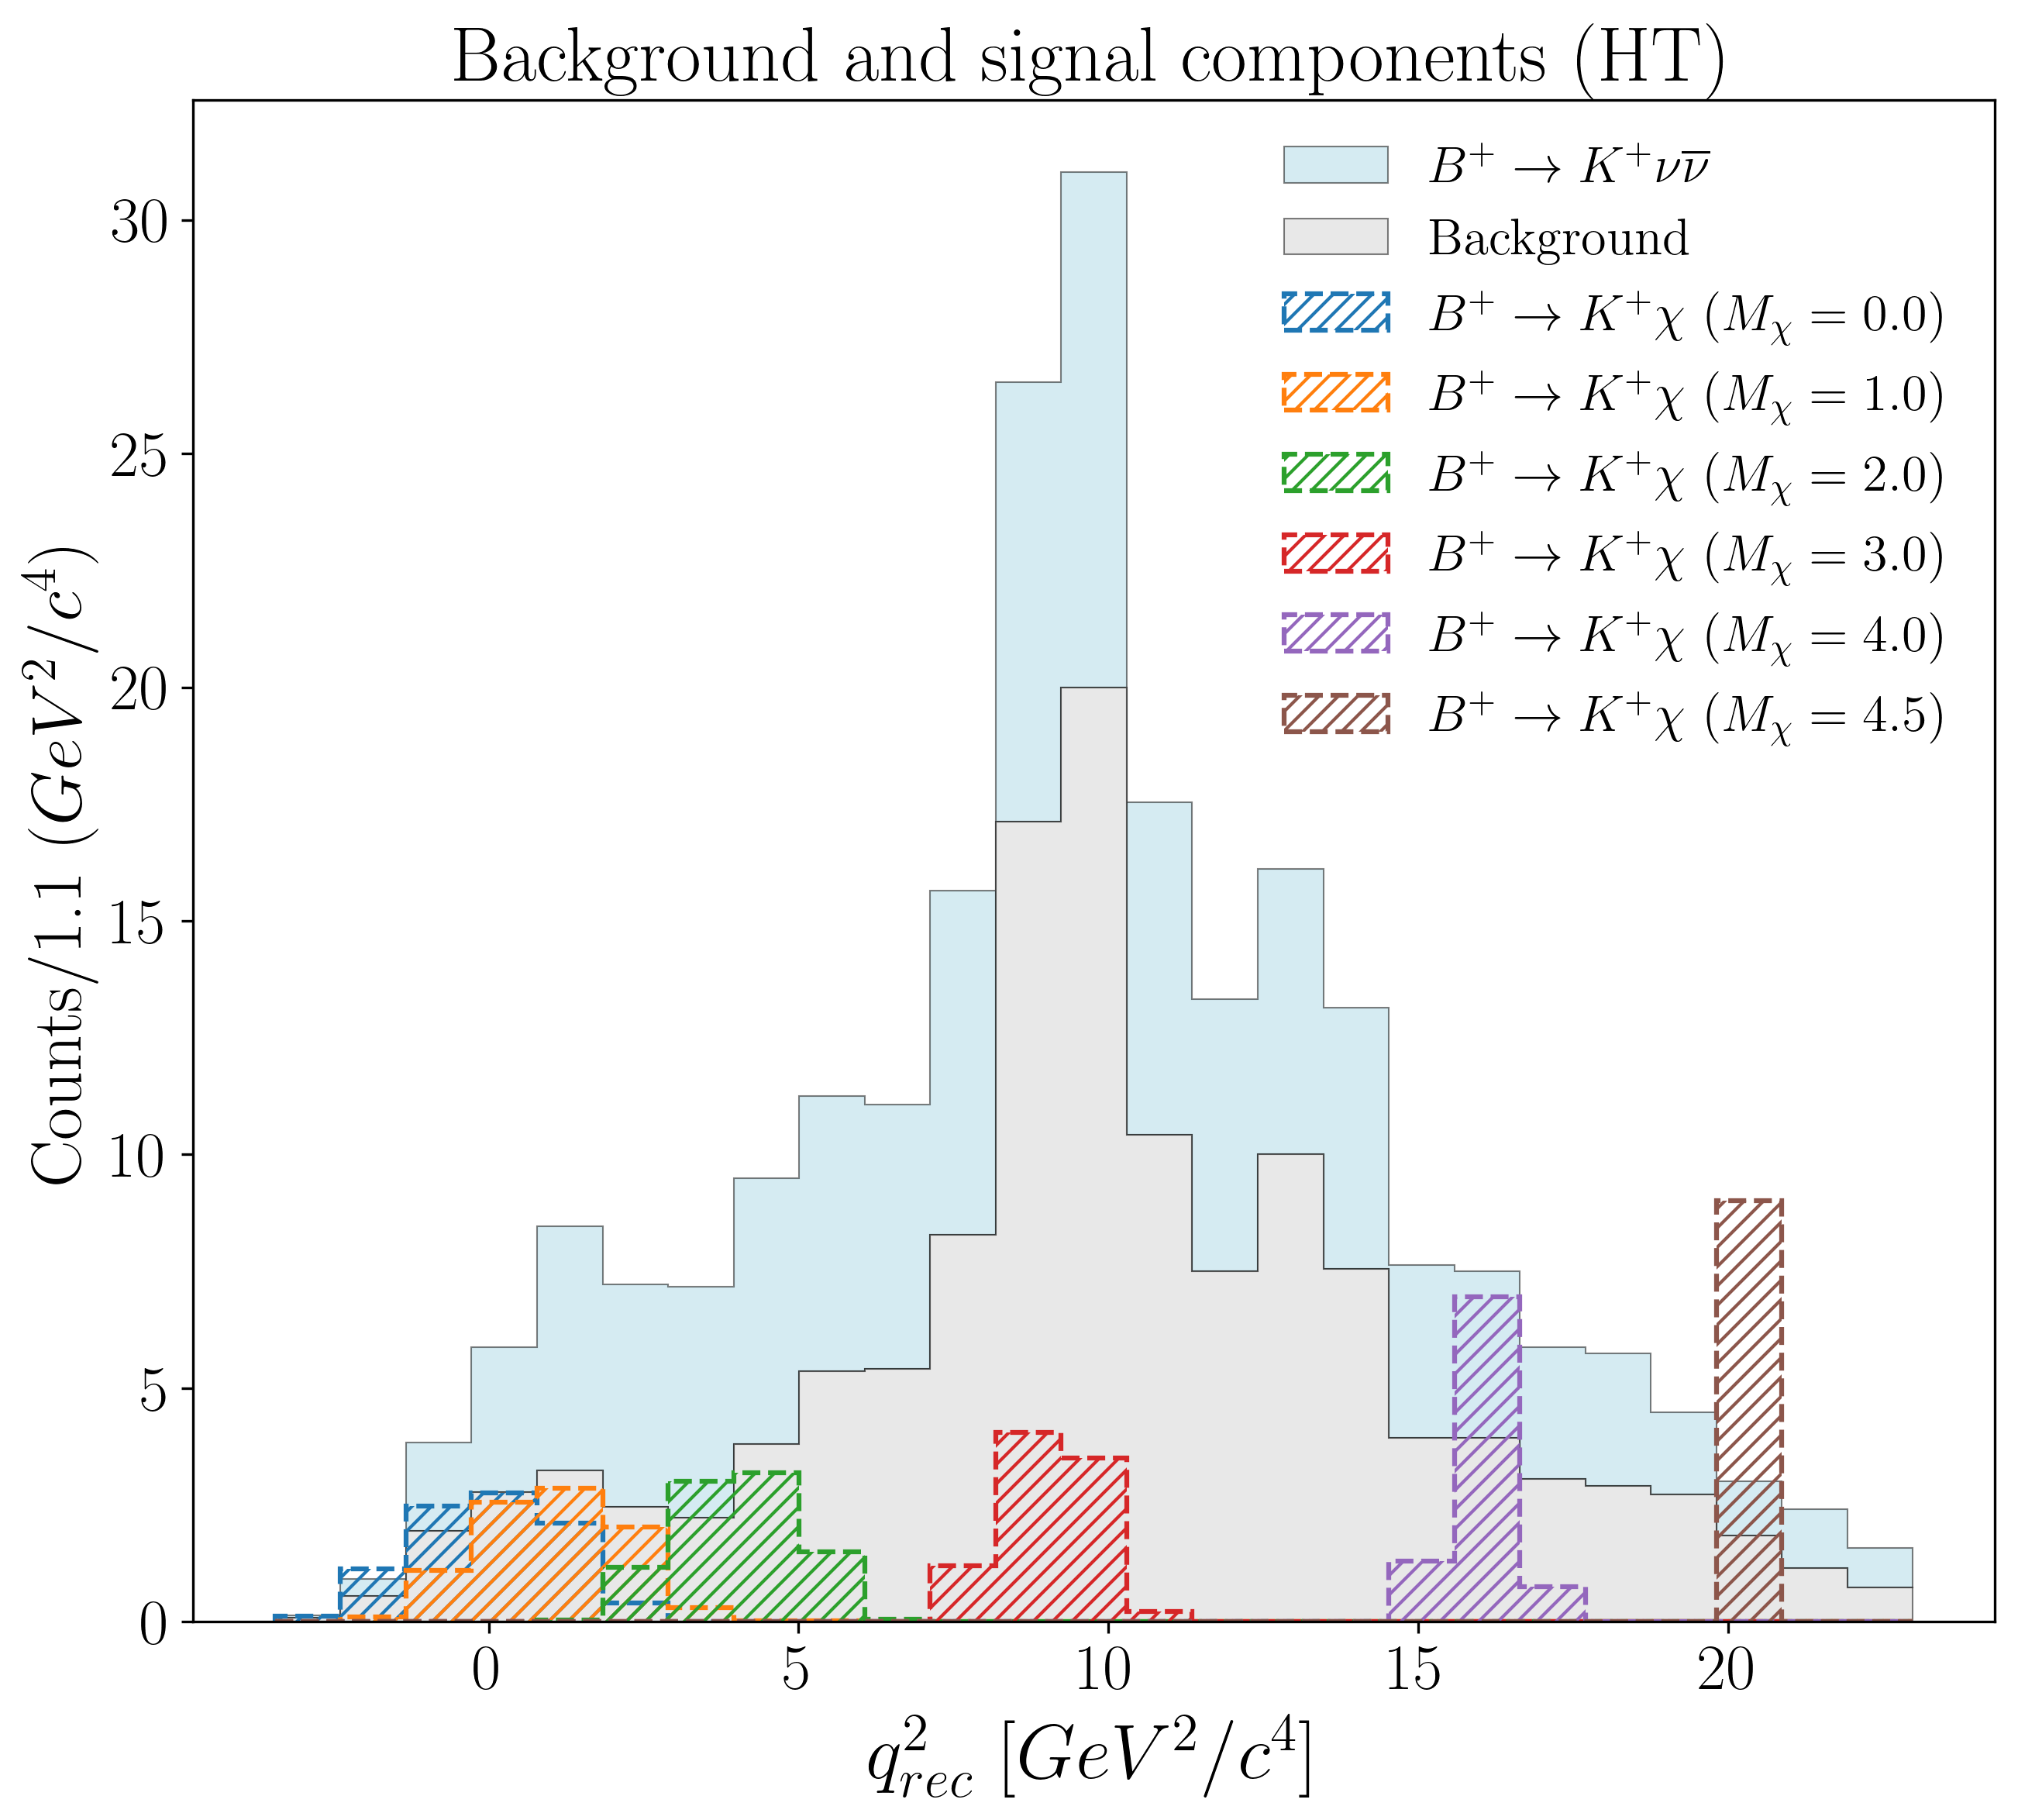 Background and signal components (HT)
Counts/1.1 (GeV²/c⁴)
30
25
20
15
10
5
0
B⁺ → K⁺νν̅
Background
B⁺ → K⁺χ (M_χ = 0.0)
B⁺ → K⁺χ (M_χ = 1.0)
B⁺ → K⁺χ (M_χ = 2.0)
B⁺ → K⁺χ (M_χ = 3.0)
B⁺ → K⁺χ (M_χ = 4.0)
B⁺ → K⁺χ (M_χ = 4.5)
0 5 10 15 20
q²_rec [GeV²/c⁴]